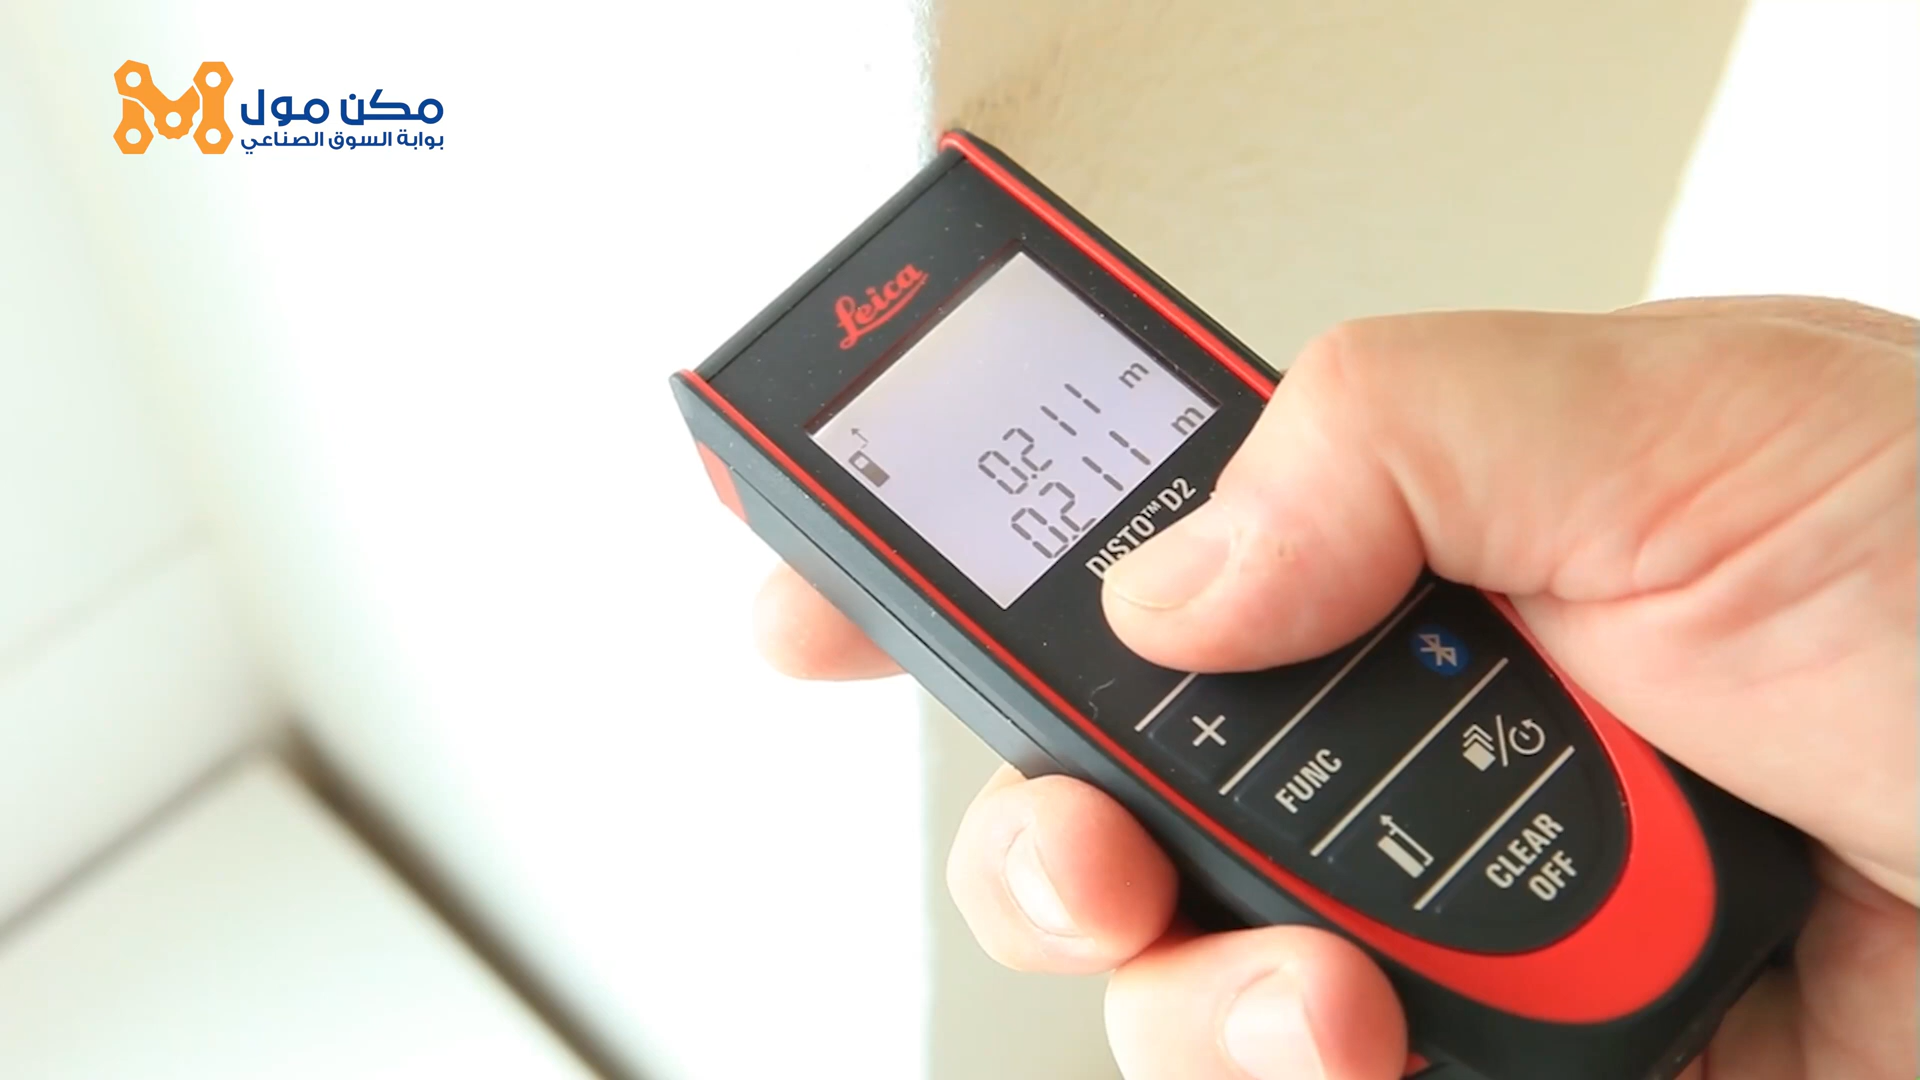 مكن مول
بوابة السوق الصناعي
Leica
0.211 m
0.211 m
DISTO™ D2
+
FUNC
CLEAR
OFF